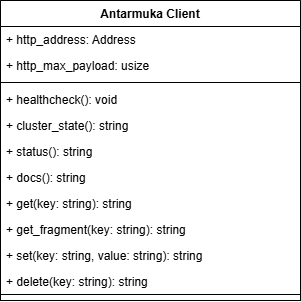 Antarmuka Client
+ http_address: Address
+ http_max_payload: usize
+ healthcheck(): void
+ cluster_state(): string
+ status(): string
+ docs(): string
+ get(key: string): string
+ get_fragment(key: string): string
+ set(key: string, value: string): string
+ delete(key: string): string